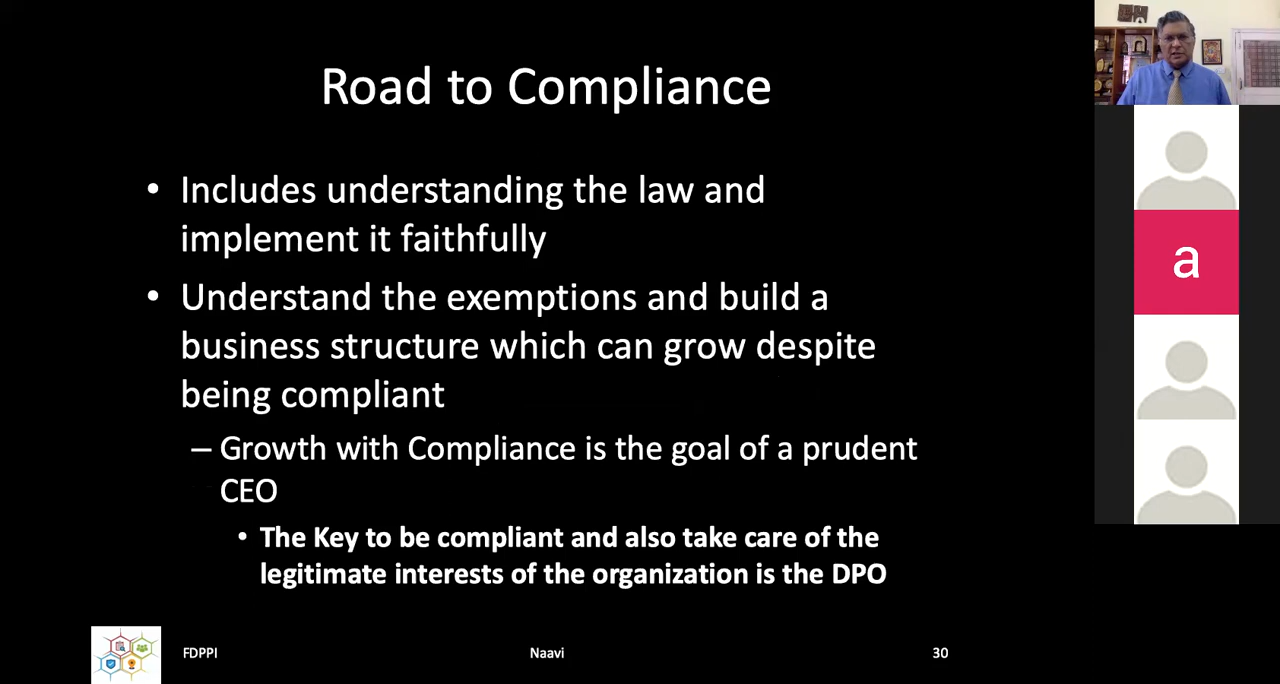 Road to Compliance
• Includes understanding the law and
implement it faithfully
• Understand the exemptions and build a
business structure which can grow despite
being compliant
– Growth with Compliance is the goal of a prudent
CEO
• The Key to be compliant and also take care of the
legitimate interests of the organization is the DPO
FDPPI
Naavi
30
a